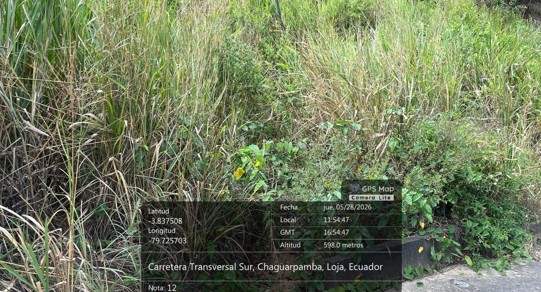 GPS Map
Camera Lite
Latitud
-3.837508
Longitud
-79.725703
Fecha jue, 05/28/2026
Local 11:54:47
GMT 16:54:47
Altitud 598.0 metros
Carretera Transversal Sur, Chaguarpamba, Loja, Ecuador
Nota: 12